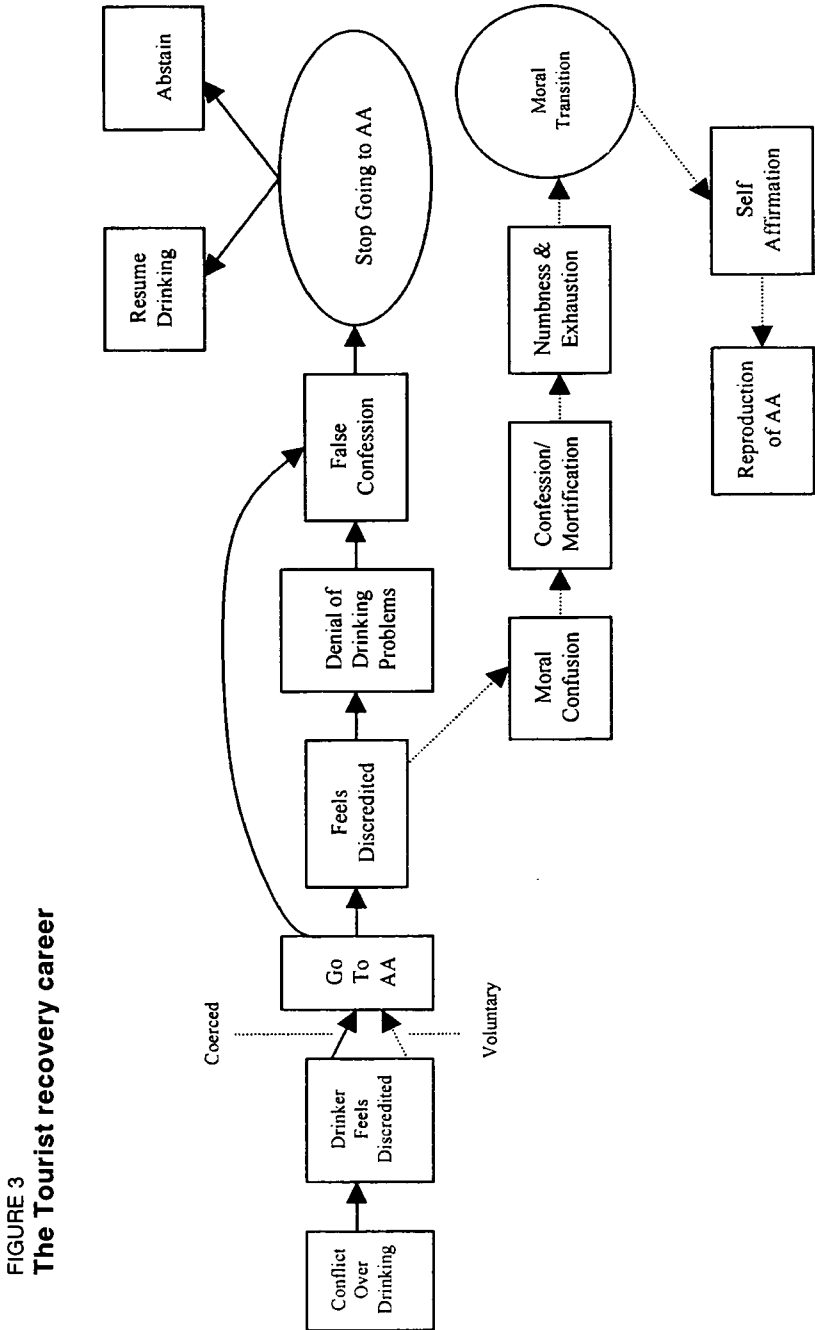 FIGURE 3
The Tourist recovery career
Conflict
Over
Drinking
Drinker
Feels
Discredited
Coerced
Voluntary
Go
To
AA
Feels
Discredited
Denial of
Drinking
Problems
False
Confession
Stop Going to AA
Resume
Drinking
Abstain
Moral
Confusion
Confession/
Mortification
Numbness &
Exhaustion
Moral
Transition
Self
Affirmation
Reproduction
of AA